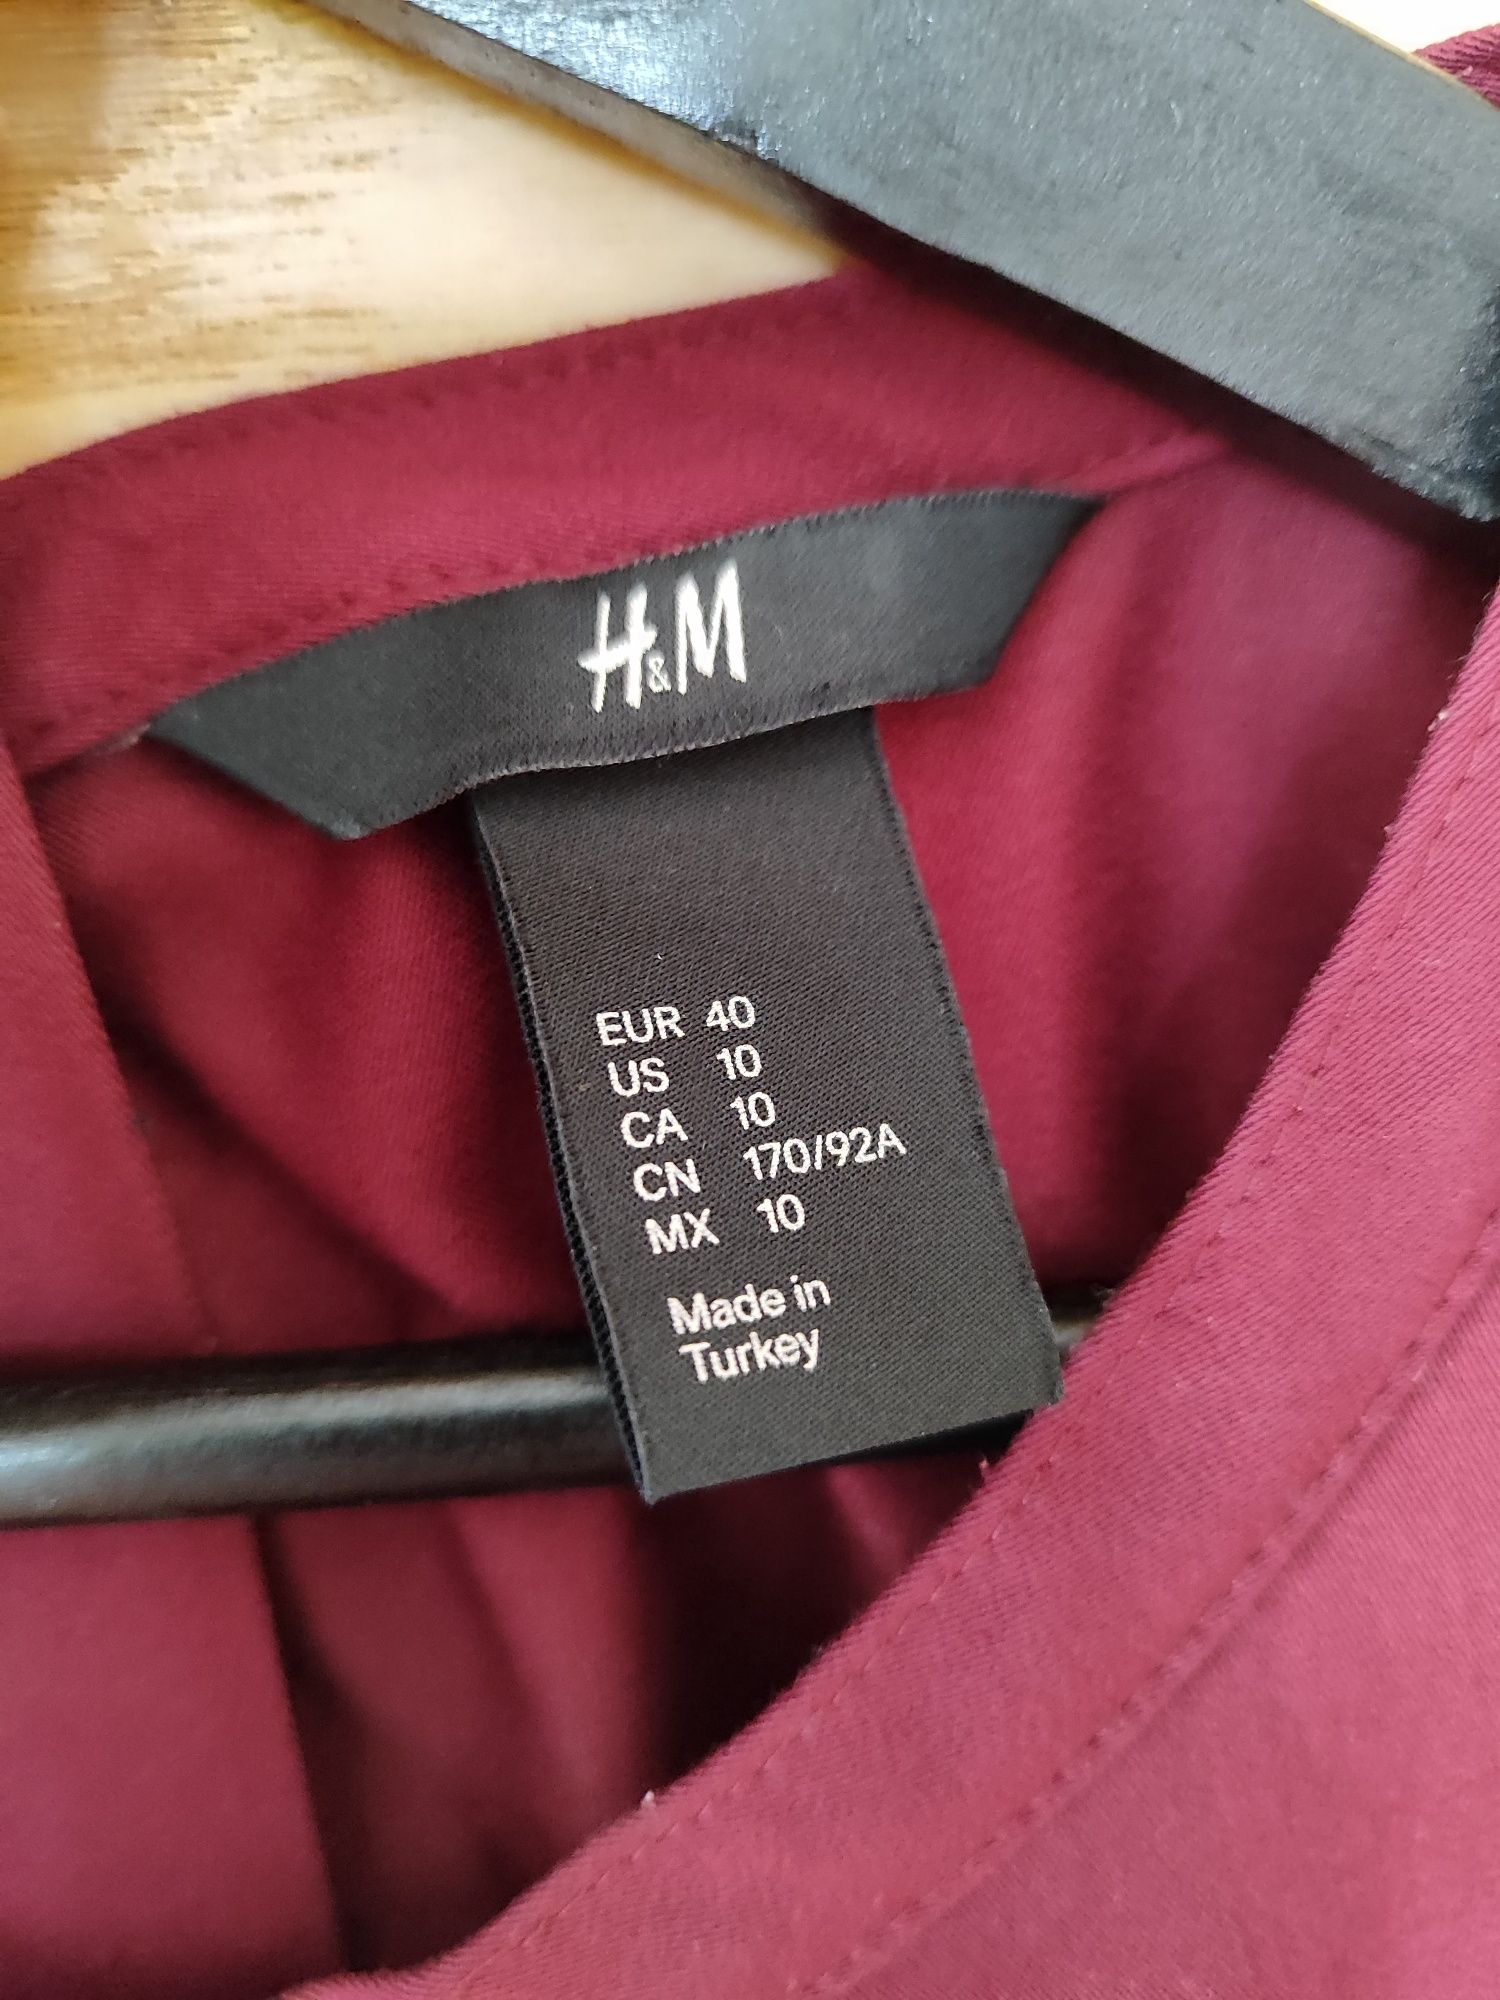 H&M
EUR 40
US 10
CA 10
CN 170/92A
MX 10
Made in
Turkey